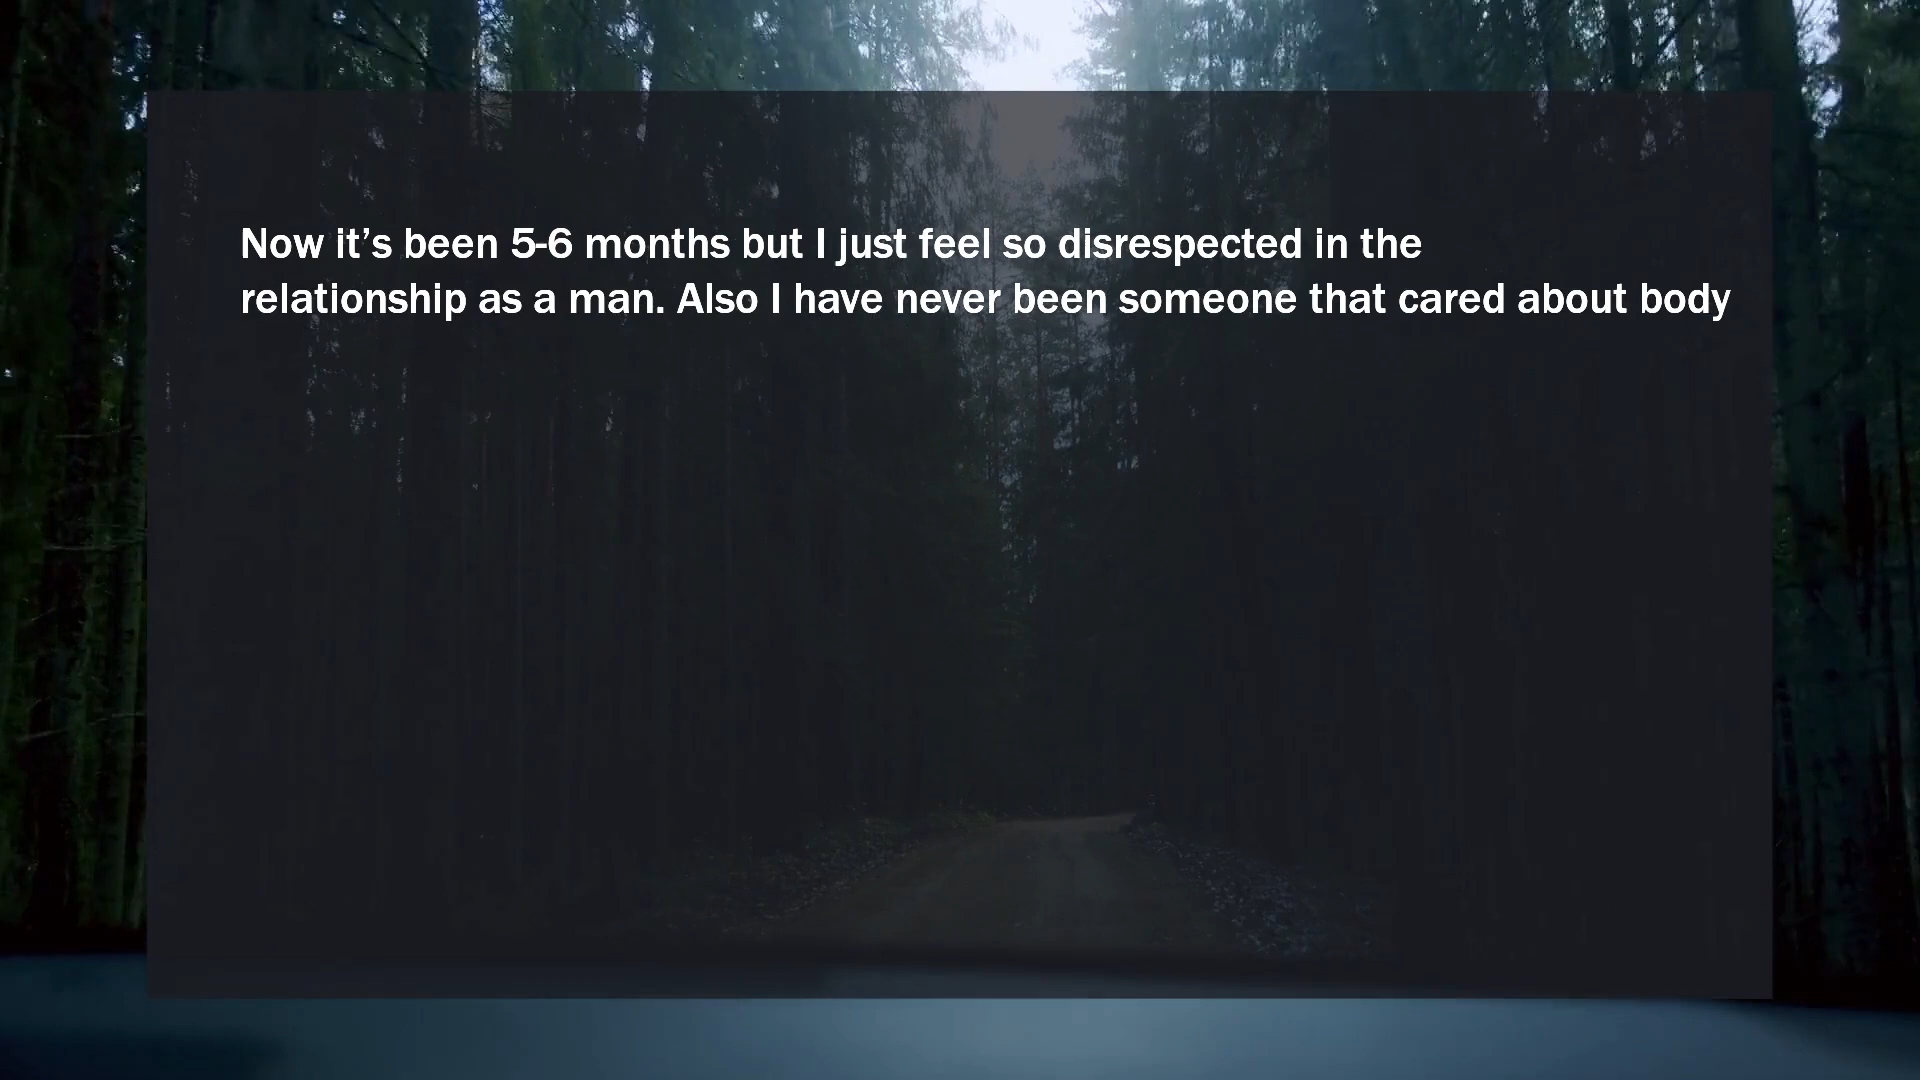 Now it’s been 5-6 months but I just feel so disrespected in the
relationship as a man. Also I have never been someone that cared about body